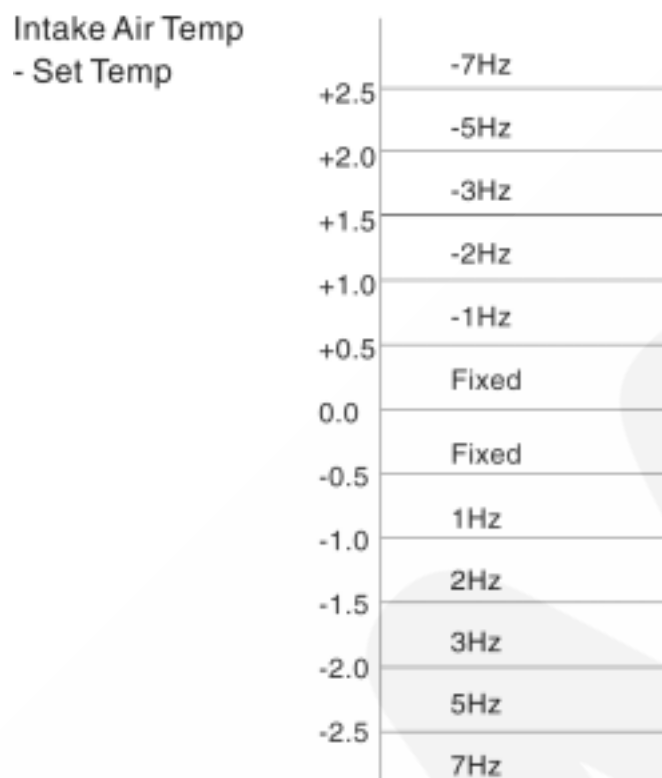 Intake Air Temp
- Set Temp
-7Hz
+2.5
-5Hz
+2.0
-3Hz
+1.5
-2Hz
+1.0
-1Hz
+0.5
Fixed
0.0
Fixed
-0.5
1Hz
-1.0
2Hz
-1.5
3Hz
-2.0
5Hz
-2.5
7Hz